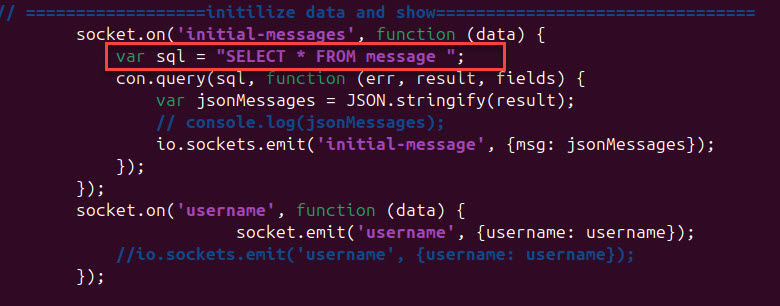 // ==================initilize data and show================================
socket.on('initial-messages', function (data) {
var sql = "SELECT * FROM message ";
con.query(sql, function (err, result, fields) {
var jsonMessages = JSON.stringify(result);
// console.log(jsonMessages);
io.sockets.emit('initial-message', {msg: jsonMessages});
});
});
socket.on('username', function (data) {
socket.emit('username', {username: username});
//io.sockets.emit('username', {username: username});
});